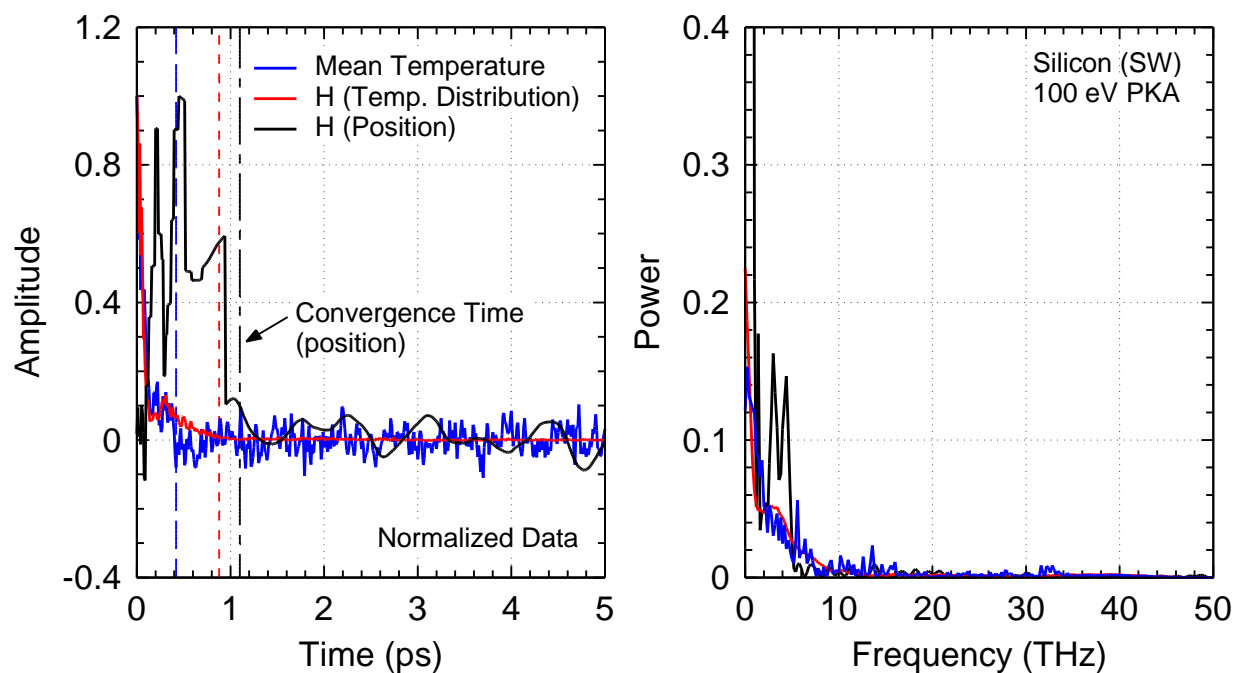 1.2
0.8
0.4
0
-0.4
Amplitude
Mean Temperature
H (Temp. Distribution)
H (Position)
Convergence Time
(position)
Normalized Data
0 1 2 3 4 5
Time (ps)
0.4
0.3
0.2
0.1
0
Power
Silicon (SW)
100 eV PKA
0 10 20 30 40 50
Frequency (THz)